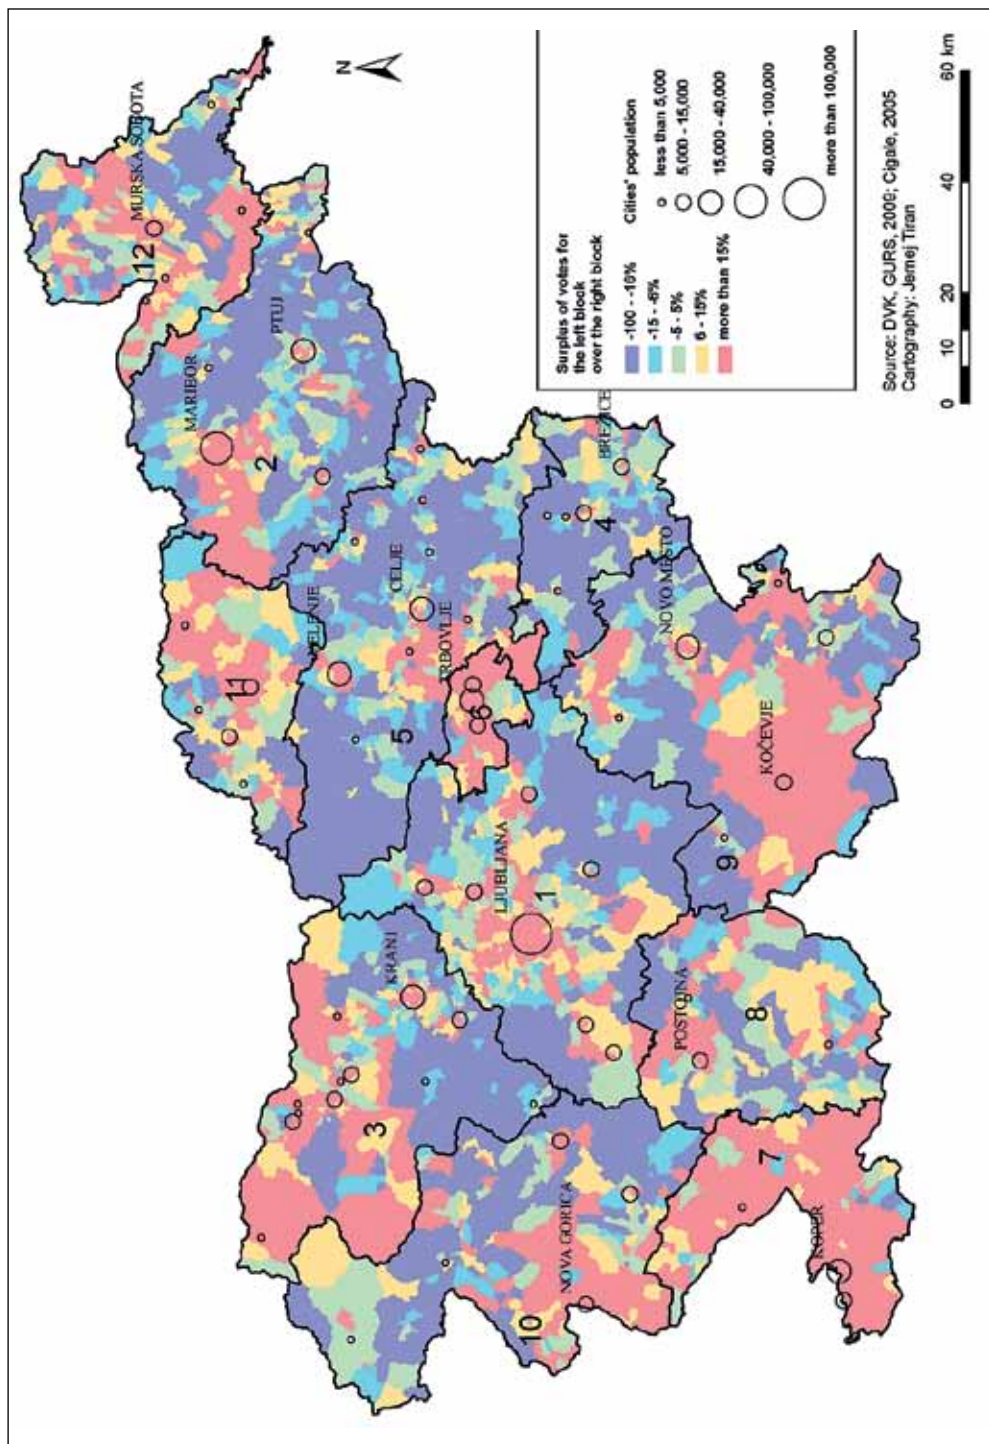 MURSKA SOBOTA
12
MARIBOR
PTUJ
2
11
VELENJE
CELJE
TRBOVLJE
5
6
BREŽICE
4
NOVO MESTO
KRANJ
LJUBLJANA
1
3
KOČEVJE
9
POSTOJNA
8
NOVA GORICA
10
7
KOPER
N
Surplus of votes for
the left block
over the right block
-100 - -10%
-15 - -6%
-5 - 5%
6 - 15%
more than 15%
Cities' population
less than 5,000
5,000 - 15,000
15,000 - 40,000
40,000 - 100,000
more than 100,000
Source: DVK, GURS, 2009; Cigale, 2005
Cartography: Jernej Tiran
0 10 20 40 60 km